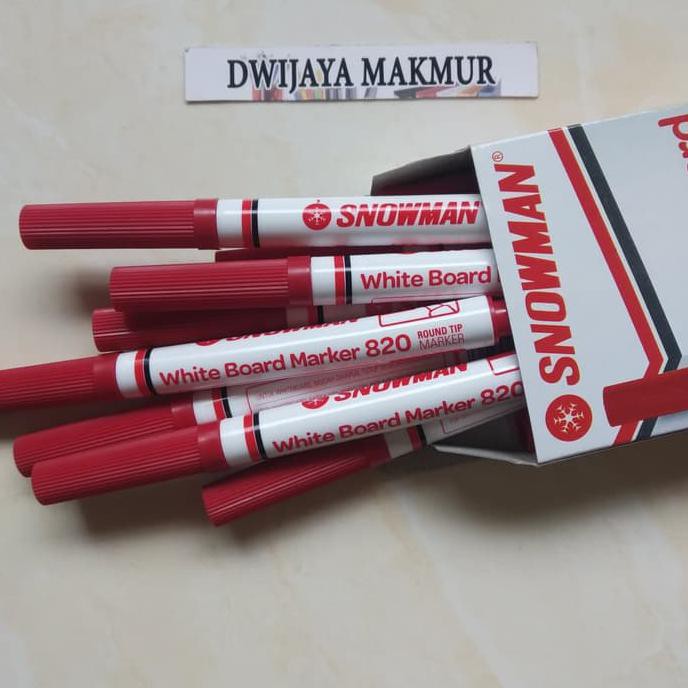 DWIJAYA MAKMUR
SNOWMAN
White Board
SNOWMAN
White Board Marker 820 ROUND TIP
MARKER
SNOWMAN
White Board Marker 820
SNOWMAN®